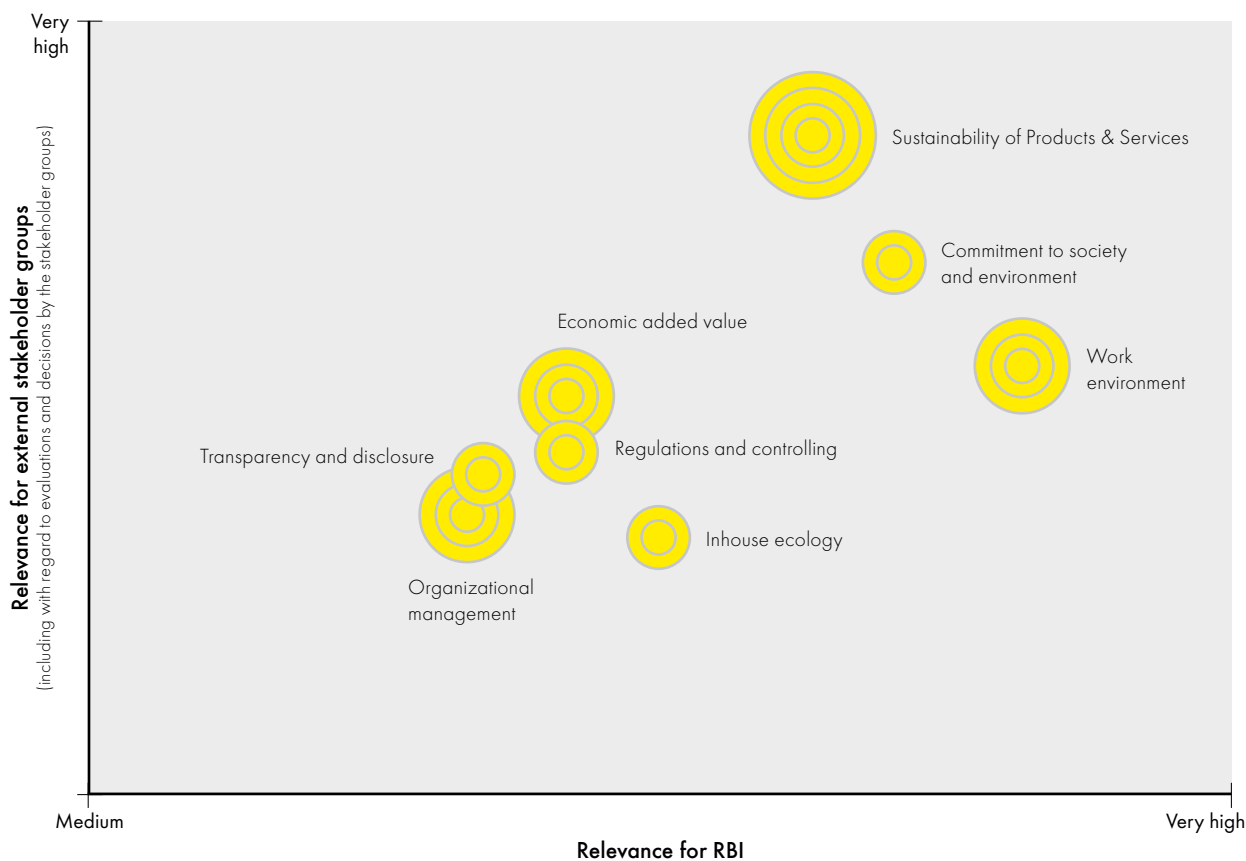 Very
high
Relevance for external stakeholder groups
(including with regard to evaluations and decisions by the stakeholder groups)
Sustainability of Products & Services
Commitment to society
and environment
Economic added value
Work
environment
Transparency and disclosure
Regulations and controlling
Inhouse ecology
Organizational
management
Medium
Very high
Relevance for RBI